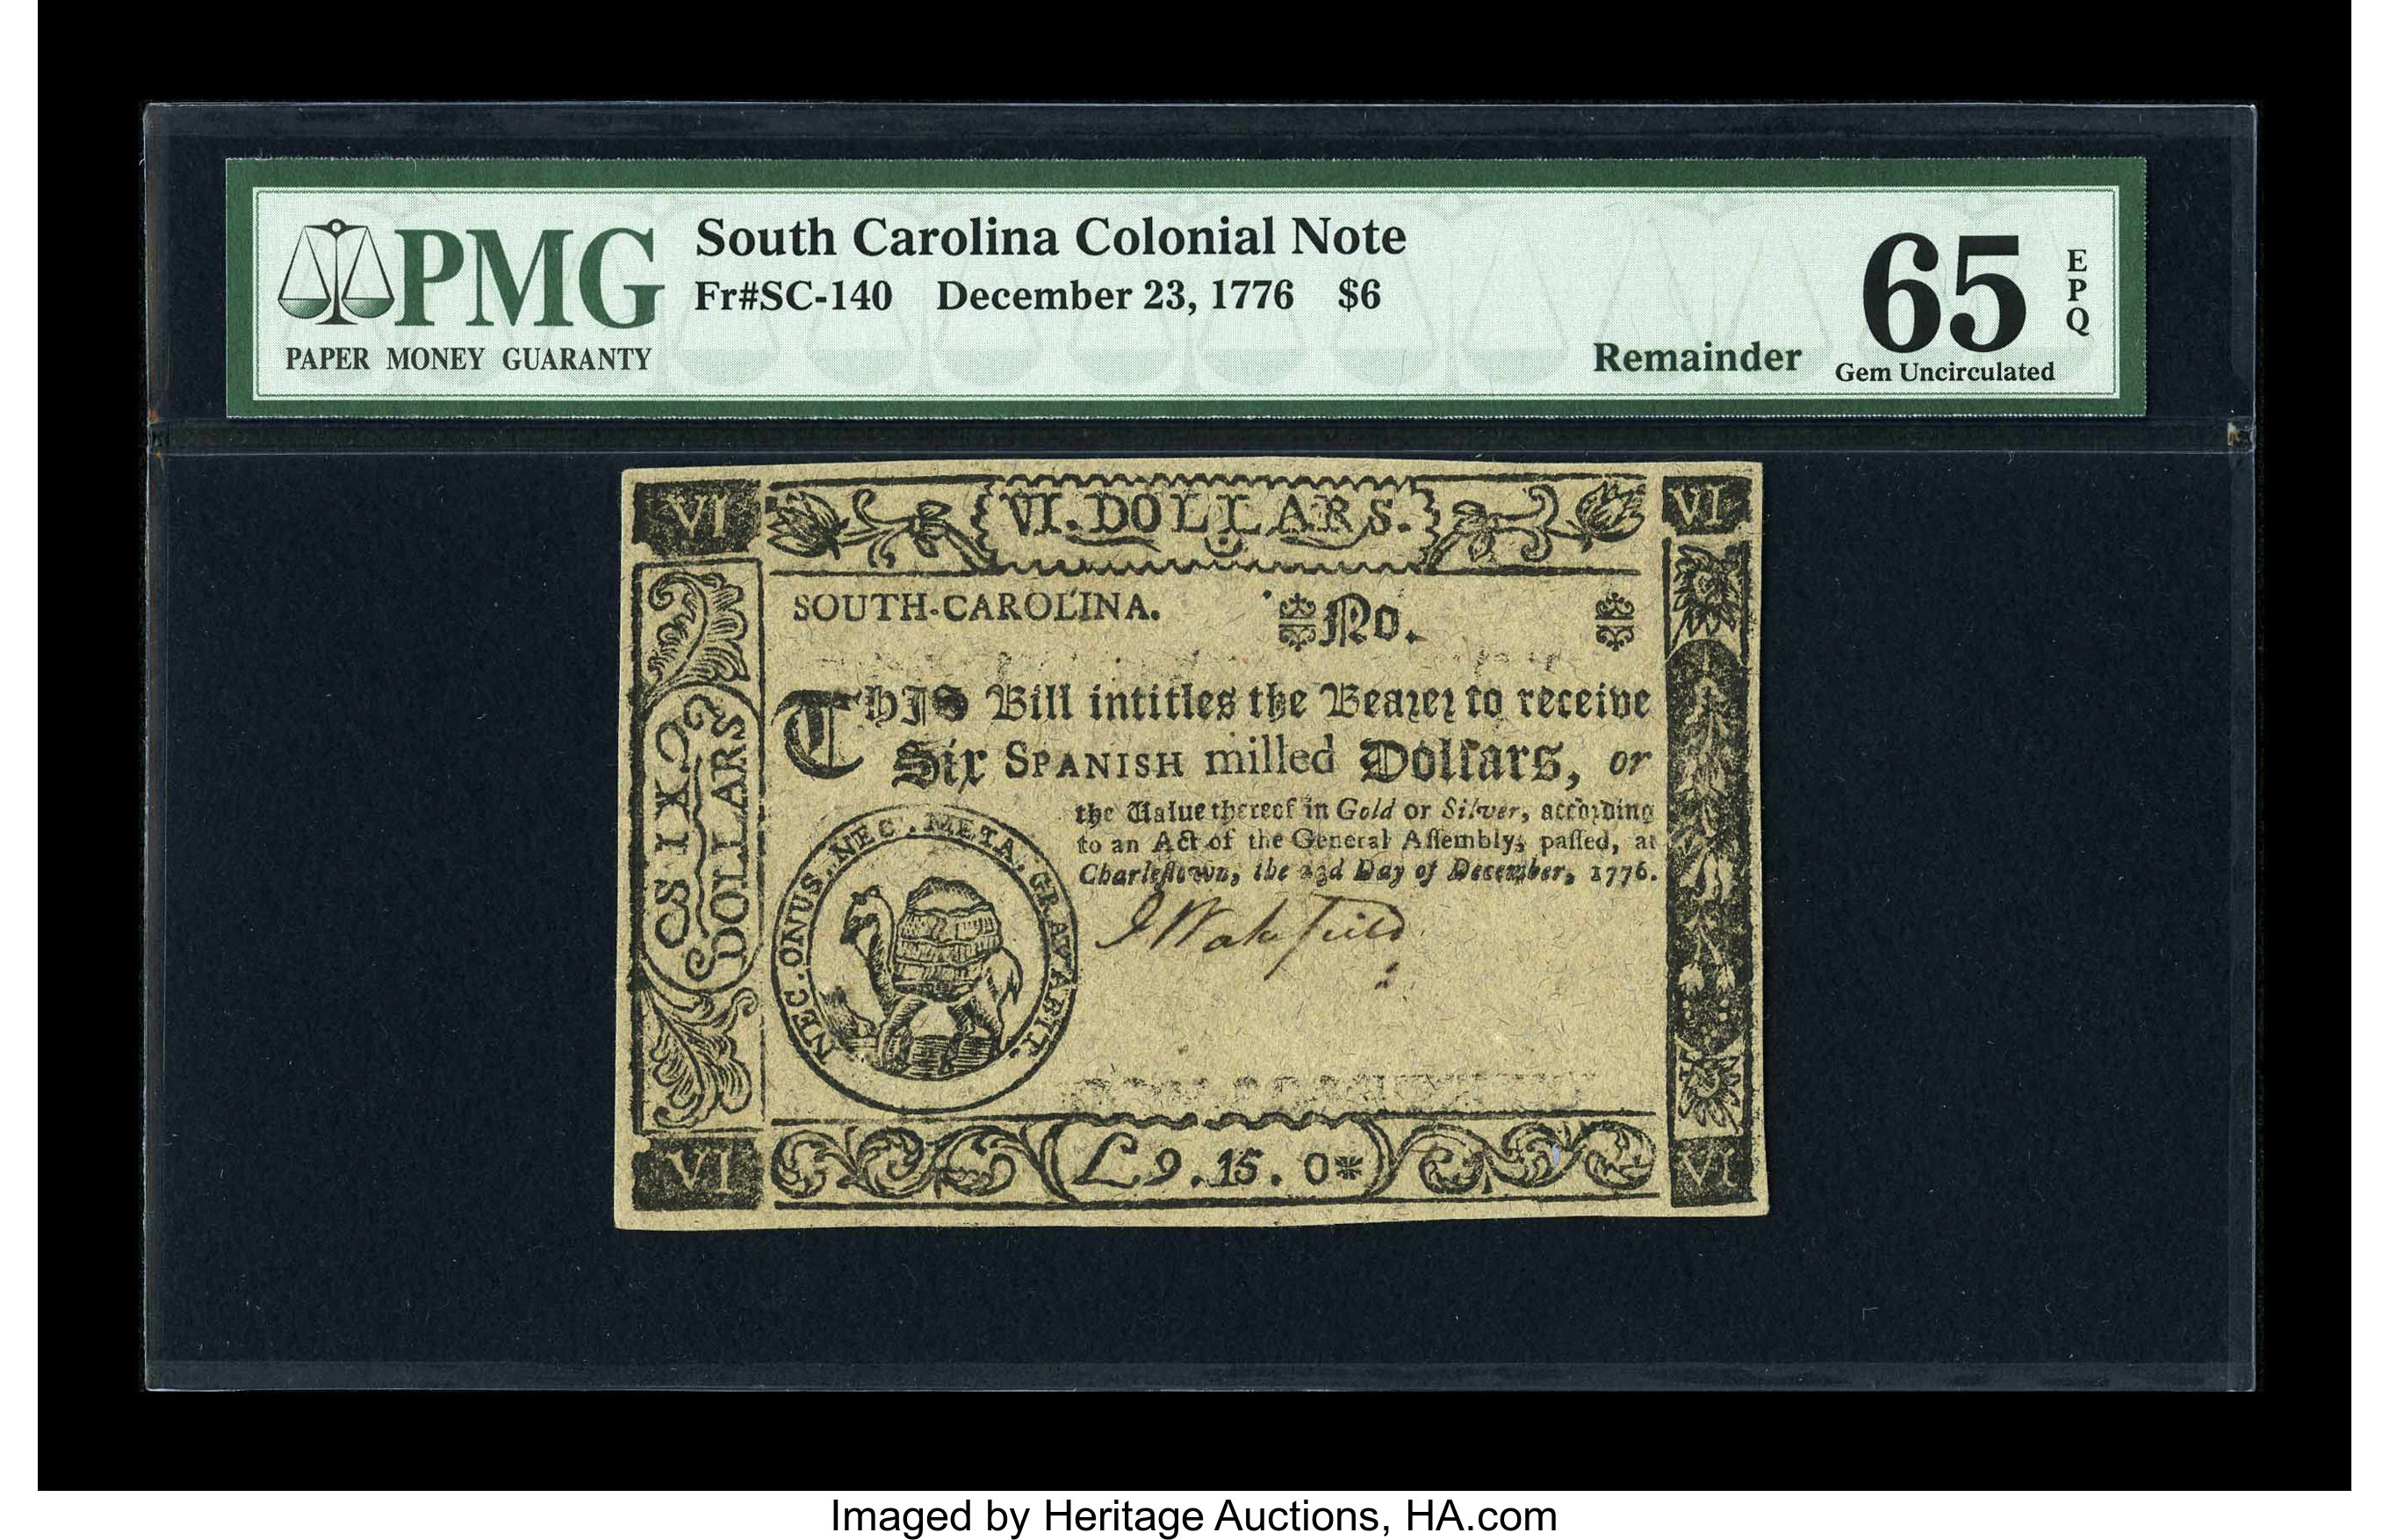 PMG
PAPER MONEY GUARANTY
South Carolina Colonial Note
Fr#SC-140 December 23, 1776 $6
Remainder
65
EPQ
Gem Uncirculated
VI
VI. DOLLARS.
VI
SOUTH-CAROLINA.
No.
SIX
DOLLARS
THIS Bill intitles the Bearer to receive
Six SPANISH milled Dollars, or
the Value thereof in Gold or Silver, according
to an Act of the General Assembly, passed, at
Charlestown, the 23d Day of December, 1776.
NEC. ONUS. NEC. META. GRAVABIT.
J Wakefield
VI
£9.15.0*
VI
Imaged by Heritage Auctions, HA.com